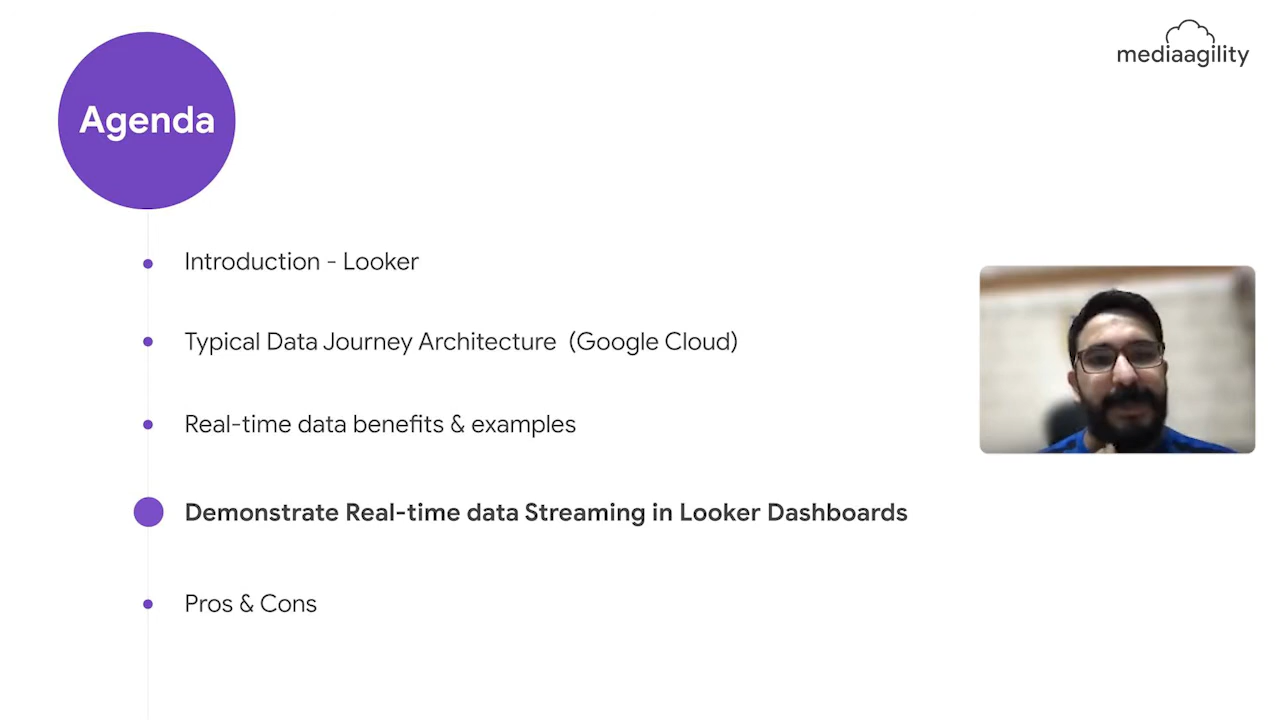 mediaagility
Agenda
Introduction - Looker
Typical Data Journey Architecture (Google Cloud)
Real-time data benefits & examples
Demonstrate Real-time data Streaming in Looker Dashboards
Pros & Cons